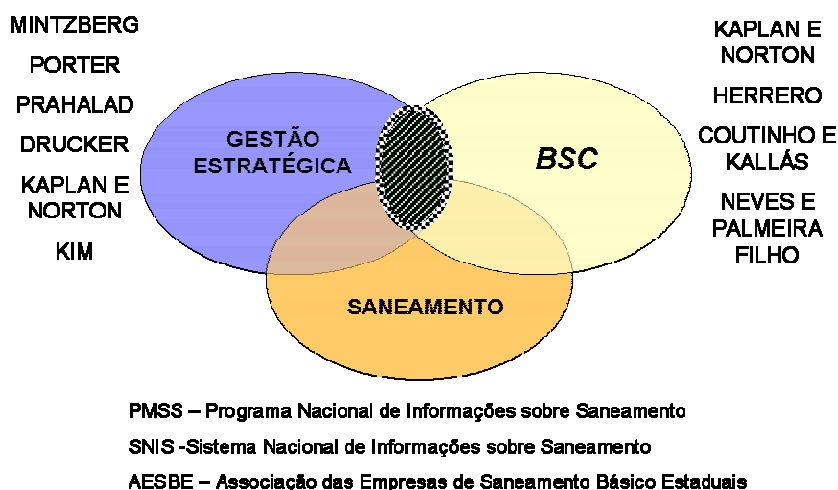 MINTZBERG
PORTER
PRAHALAD
DRUCKER
KAPLAN E
NORTON
KIM
GESTÃO
ESTRATÉGICA
BSC
SANEAMENTO
KAPLAN E
NORTON
HERRERO
COUTINHO E
KALLÁS
NEVES E
PALMEIRA
FILHO
PMSS – Programa Nacional de Informações sobre Saneamento
SNIS -Sistema Nacional de Informações sobre Saneamento
AESBE – Associação das Empresas de Saneamento Básico Estaduais